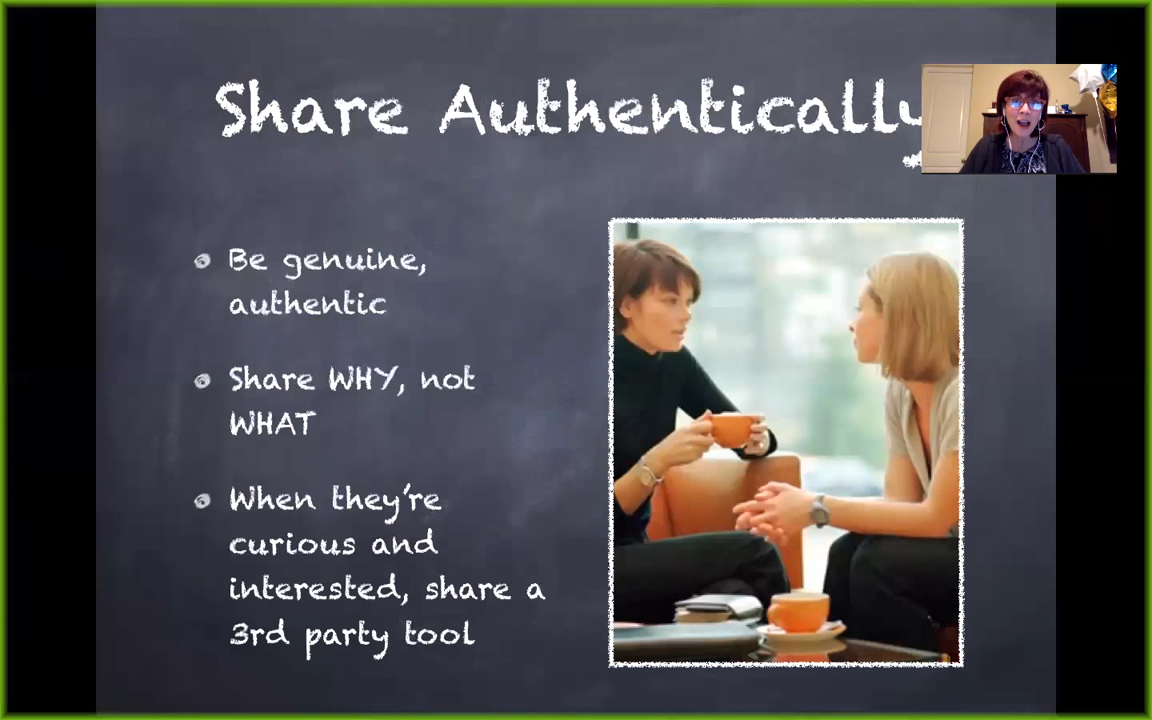 Share Authentically
Be genuine,
authentic
Share WHY, not
WHAT
When they're
curious and
interested, share a
3rd party tool